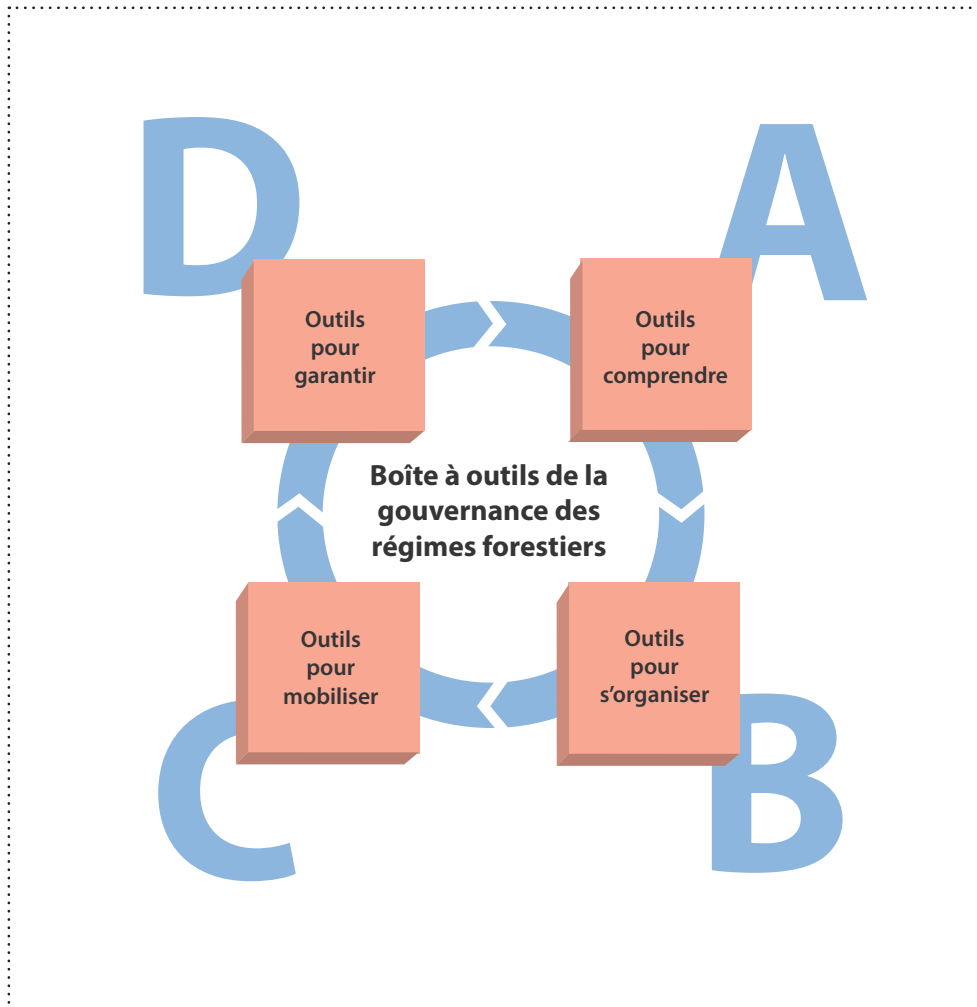 D
A
Outils
pour
garantir
Outils
pour
comprendre
Boîte à outils de la
gouvernance des
régimes forestiers
Outils
pour
mobiliser
Outils
pour
s'organiser
C
B